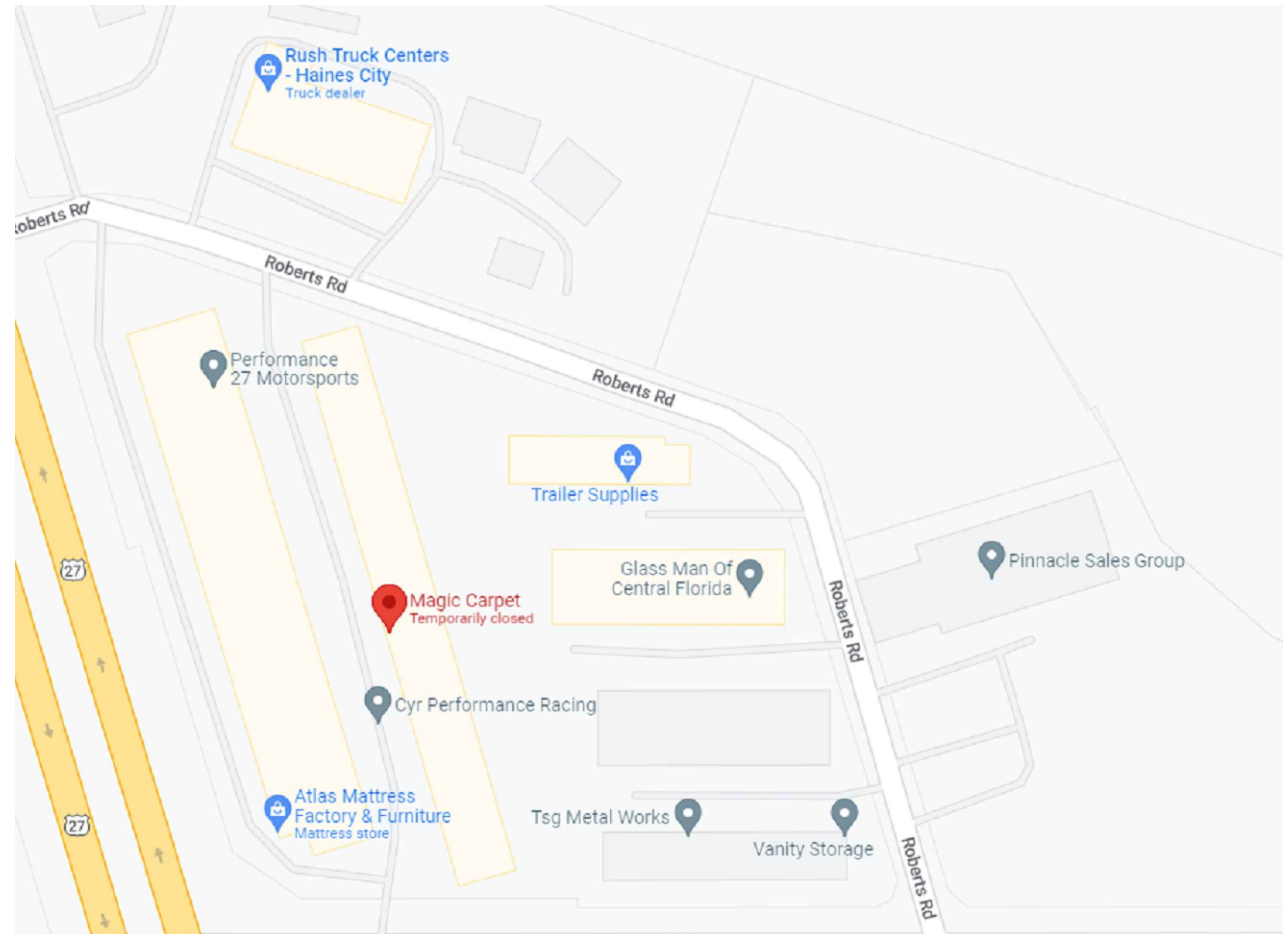 Rush Truck Centers
- Haines City
Truck dealer
Roberts Rd
Roberts Rd
Performance
27 Motorsports
Roberts Rd
Trailer Supplies
27
Glass Man Of
Central Florida
Pinnacle Sales Group
Magic Carpet
Temporarily closed
Roberts Rd
Cyr Performance Racing
Atlas Mattress
Factory & Furniture
Mattress store
27
Tsg Metal Works
Vanity Storage
Roberts Rd